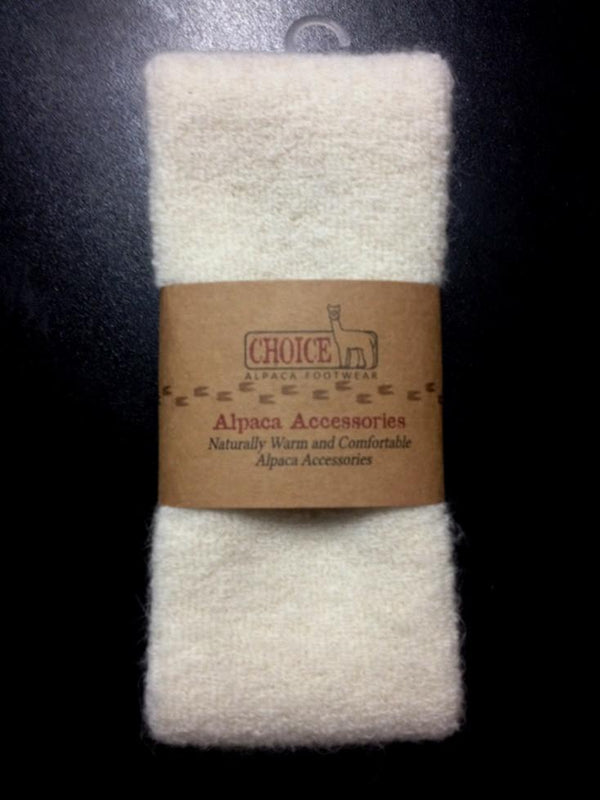 CHOICE
ALPACA FOOTWEAR
Alpaca Accessories
Naturally Warm and Comfortable
Alpaca Accessories